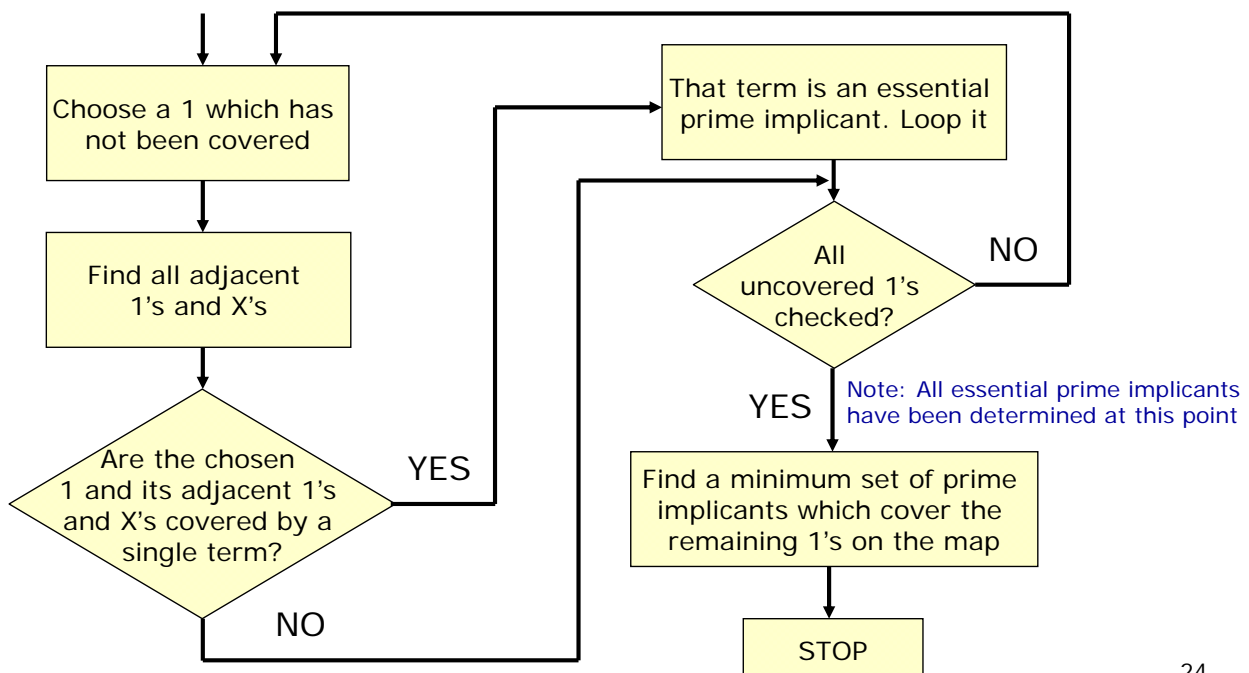 Choose a 1 which has
not been covered
Find all adjacent
1's and X's
Are the chosen
1 and its adjacent 1's
and X's covered by a
single term?
YES
NO
That term is an essential
prime implicant. Loop it
All
uncovered 1's
checked?
NO
YES
Note: All essential prime implicants
have been determined at this point
Find a minimum set of prime
implicants which cover the
remaining 1's on the map
STOP
24